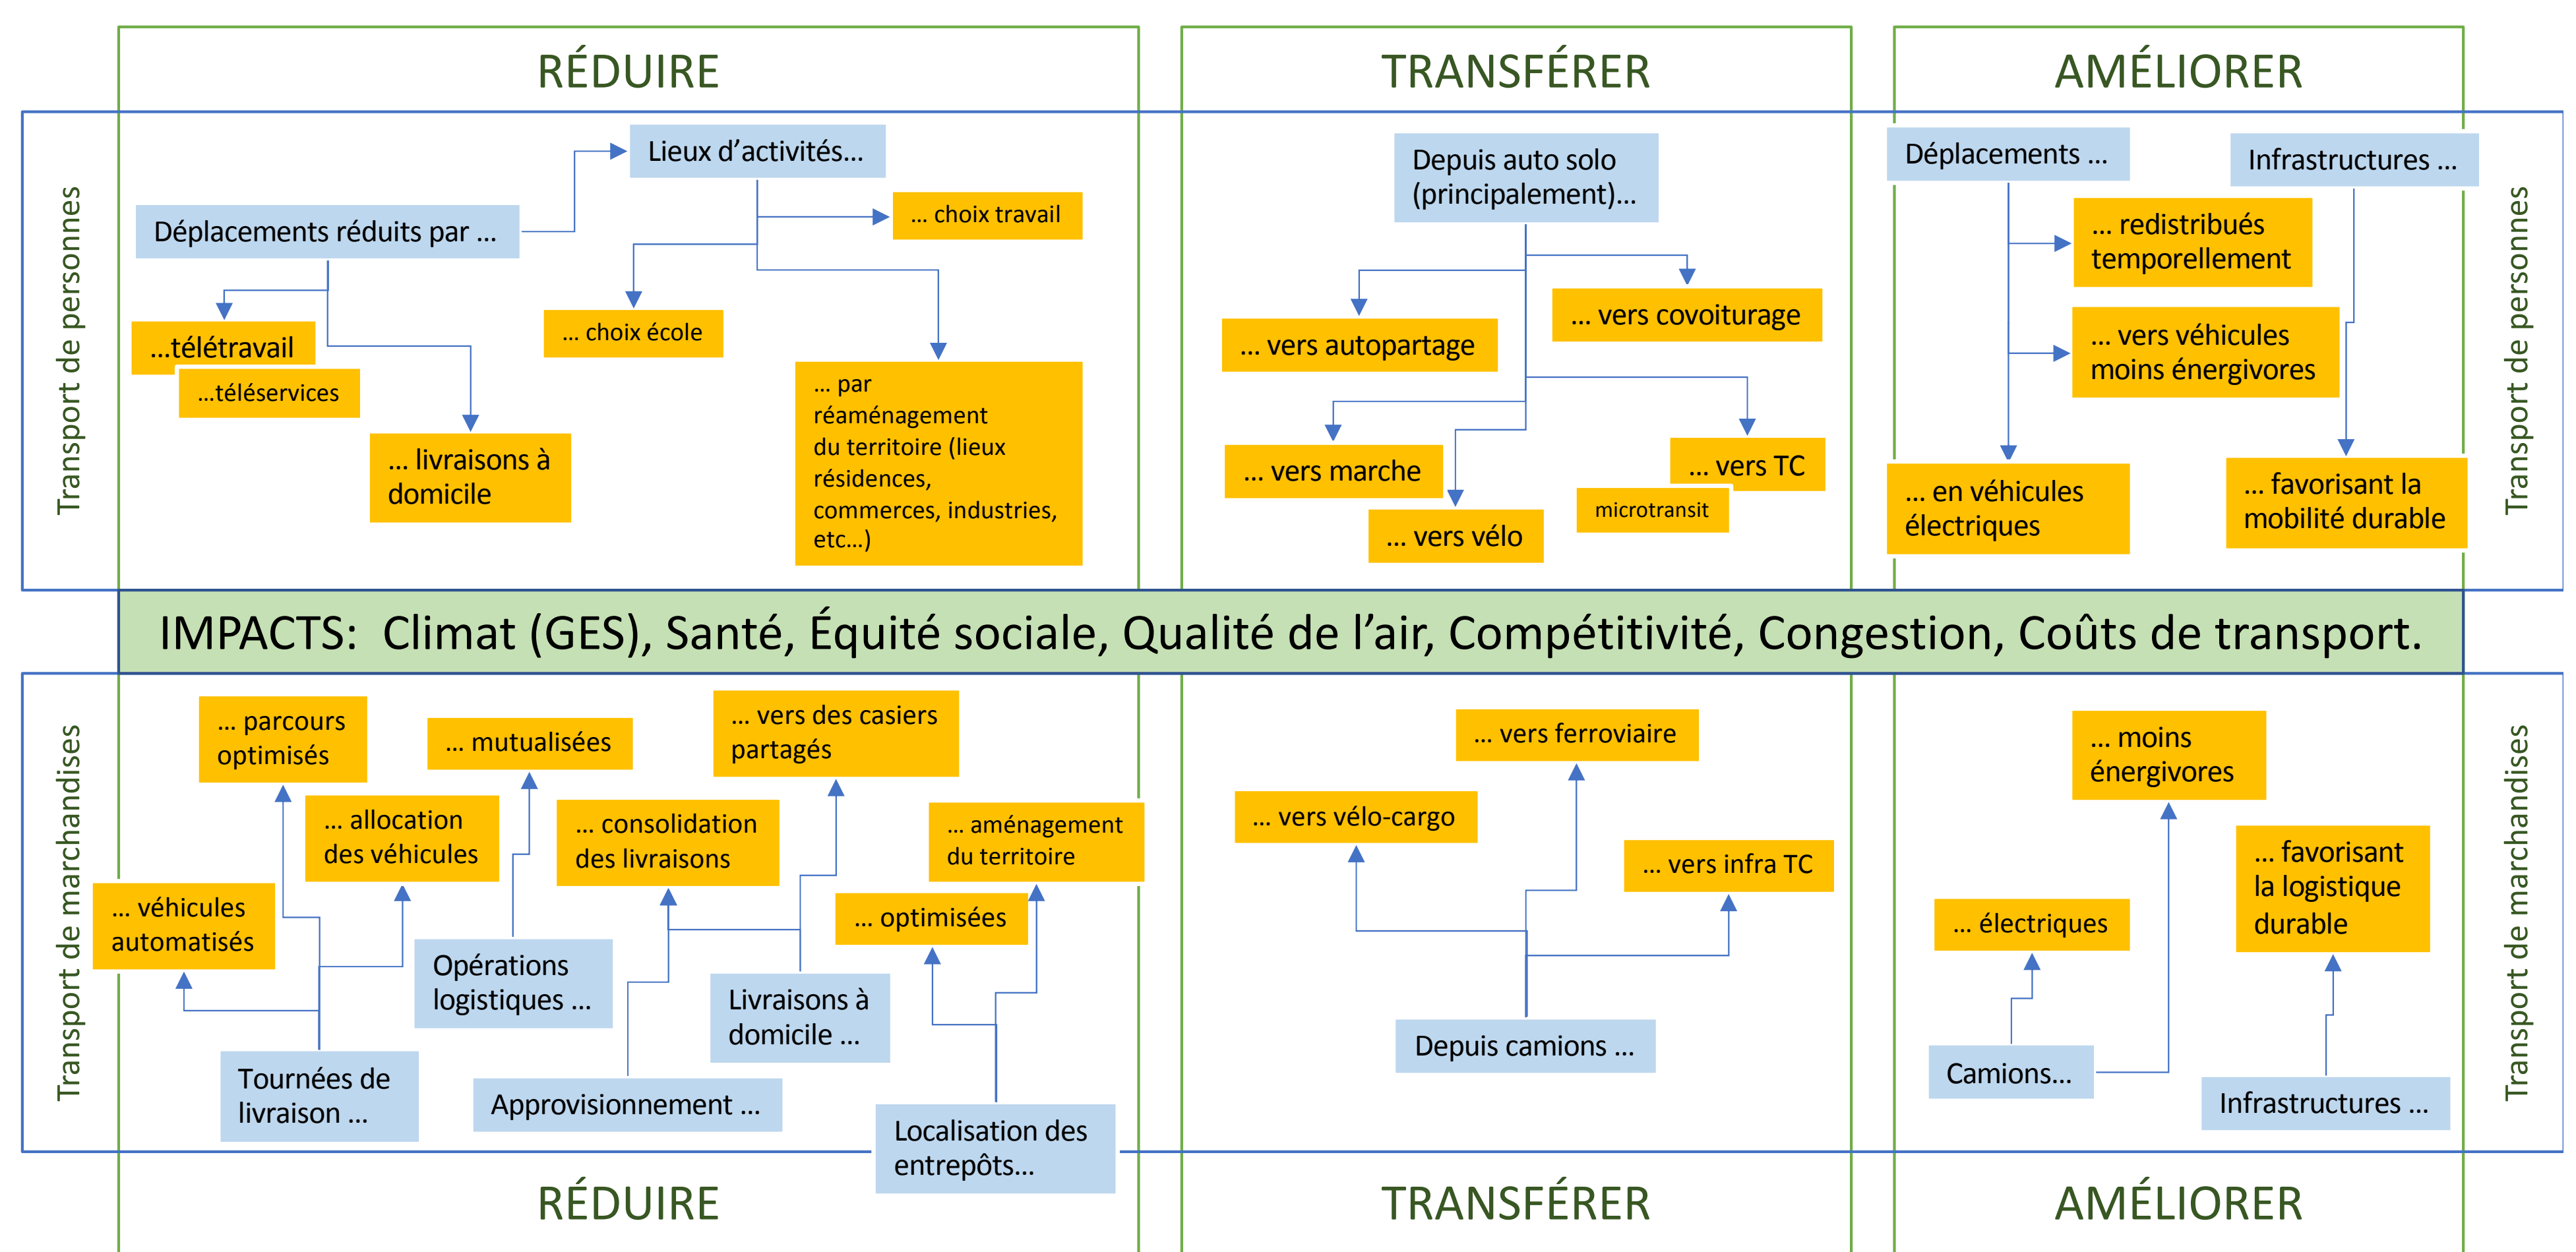 RÉDUIRE
TRANSFÉRER
AMÉLIORER
Transport de personnes
Déplacements réduits par ...
Lieux d’activités...
... choix travail
... choix école
...télétravail
...téléservices
... livraisons à
domicile
... par
réaménagement
du territoire (lieux
résidences,
commerces, industries,
etc...)
Depuis auto solo
(principalement)...
... vers covoiturage
... vers autopartage
... vers marche
... vers TC
microtransit
... vers vélo
Déplacements ...
Infrastructures ...
... redistribués
temporellement
... vers véhicules
moins énergivores
... en véhicules
électriques
... favorisant la
mobilité durable
Transport de personnes
IMPACTS: Climat (GES), Santé, Équité sociale, Qualité de l’air, Compétitivité, Congestion, Coûts de transport.
Transport de marchandises
... parcours
optimisés
... mutualisées
... vers des casiers
partagés
... allocation
des véhicules
... consolidation
des livraisons
... aménagement
du territoire
... véhicules
automatisés
... optimisées
Opérations
logistiques ...
Livraisons à
domicile ...
Tournées de
livraison ...
Approvisionnement ...
Localisation des
entrepôts...
... vers ferroviaire
... vers vélo-cargo
... vers infra TC
Depuis camions ...
... moins
énergivores
... favorisant
la logistique
durable
... électriques
Camions...
Infrastructures ...
Transport de marchandises
RÉDUIRE
TRANSFÉRER
AMÉLIORER